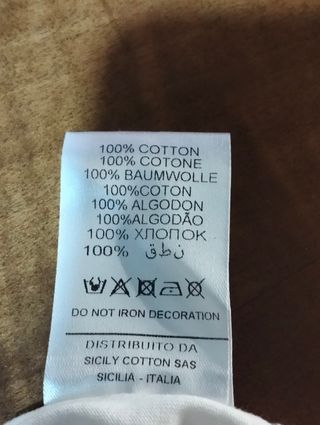 100% COTTON
100% COTONE
100% BAUMWOLLE
100%COTON
100% ALGODON
100%ALGODÃO
100% ХЛОПОК
100% قطن
DO NOT IRON DECORATION
DISTRIBUITO DA
SICILY COTTON SAS
SICILIA - ITALIA